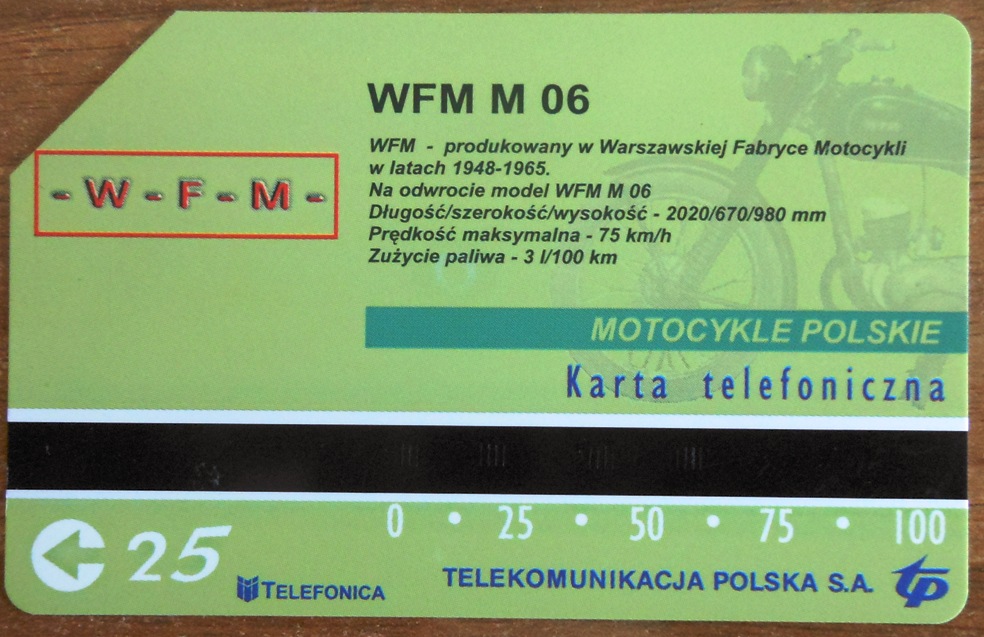 WFM M 06
WFM - produkowany w Warszawskiej Fabryce Motocykli
w latach 1948-1965.
Na odwrocie model WFM M 06
Długość/szerokość/wysokość - 2020/670/980 mm
Prędkość maksymalna - 75 km/h
Zużycie paliwa - 3 l/100 km
- W - F - M -
MOTOCYKLE POLSKIE
Karta telefoniczna
0 • 25 • 50 • 75 • 100
25
TELEFONICA
TELEKOMUNIKACJA POLSKA S.A.
tp